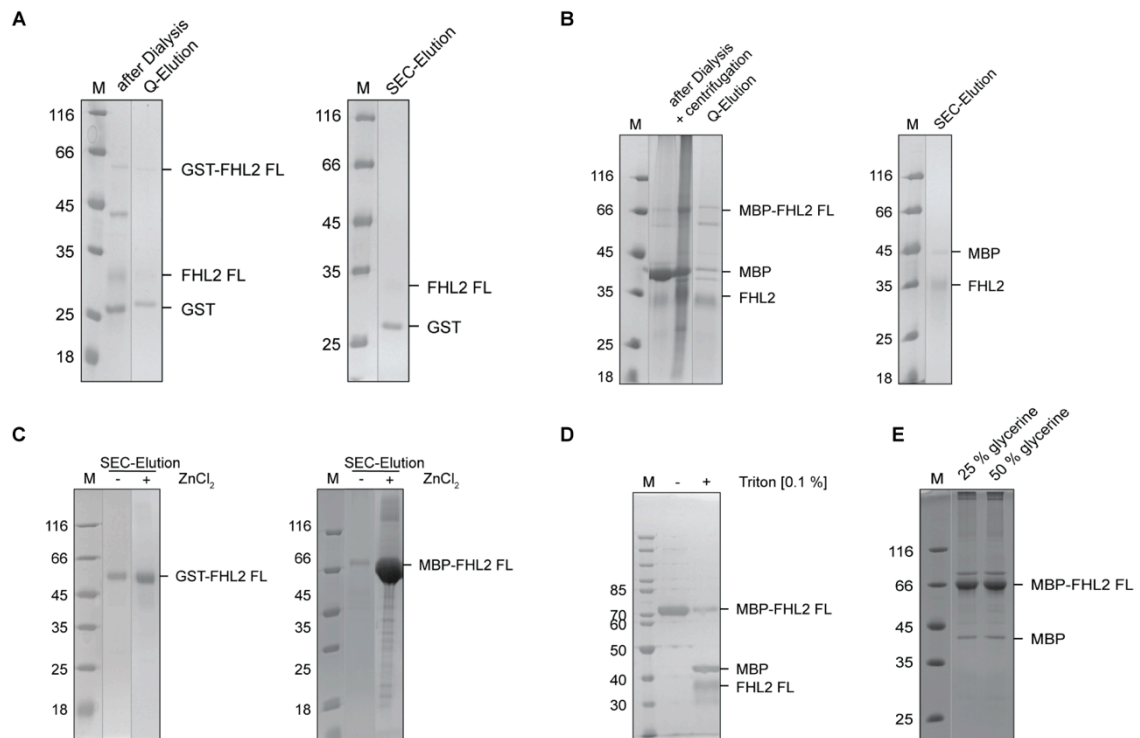 A
M
after Dialysis
Q-Elution
116
66
45
35
25
18
GST-FHL2 FL
FHL2 FL
GST
M
SEC-Elution
116
66
45
35
25
FHL2 FL
GST
B
M
after Dialysis
+ centrifugation
Q-Elution
116
66
45
35
25
18
MBP-FHL2 FL
MBP
FHL2
M
SEC-Elution
116
66
45
35
25
18
MBP
FHL2
C
SEC-Elution
M - + ZnCl₂
116
66
45
35
25
18
GST-FHL2 FL
SEC-Elution
M - + ZnCl₂
116
66
45
35
25
18
MBP-FHL2 FL
D
M - + Triton [0.1 %]
85
70
60
50
40
30
MBP-FHL2 FL
MBP
FHL2 FL
E
M
25 % glycerine
50 % glycerine
116
66
45
35
25
MBP-FHL2 FL
MBP